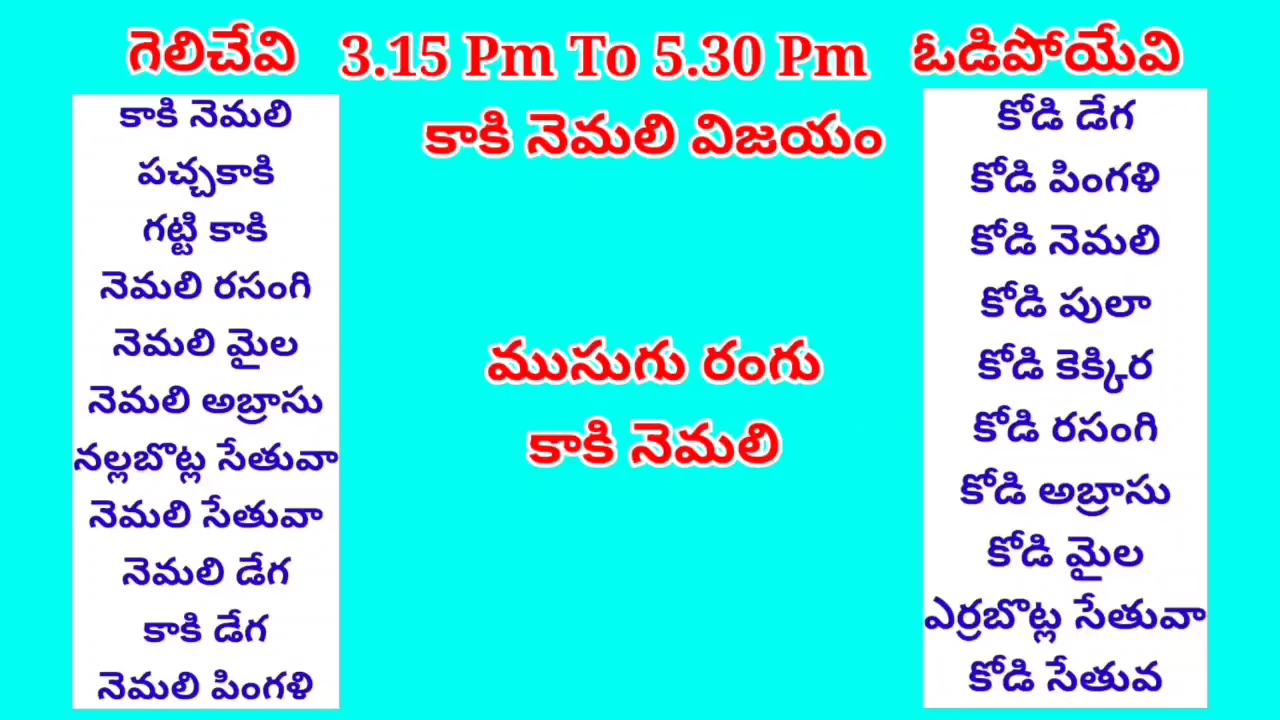 గెలిచేవి 3.15 Pm To 5.30 Pm ఓడిపోయేవి
కాకి నెమలి విజయం
ముసుగు రంగు
కాకి నెమలి
కాకి నెమలి
పచ్చకాకి
గట్టి కాకి
నెమలి రసంగి
నెమలి మైల
నెమలి అబ్రాసు
నల్లబొట్ల సేతువా
నెమలి సేతువా
నెమలి డేగ
కాకి డేగ
నెమలి పింగళి
కోడి డేగ
కోడి పింగళి
కోడి నెమలి
కోడి పులా
కోడి కెక్కిర
కోడి రసంగి
కోడి అబ్రాసు
కోడి మైల
ఎర్రబొట్ల సేతువా
కోడి సేతువ